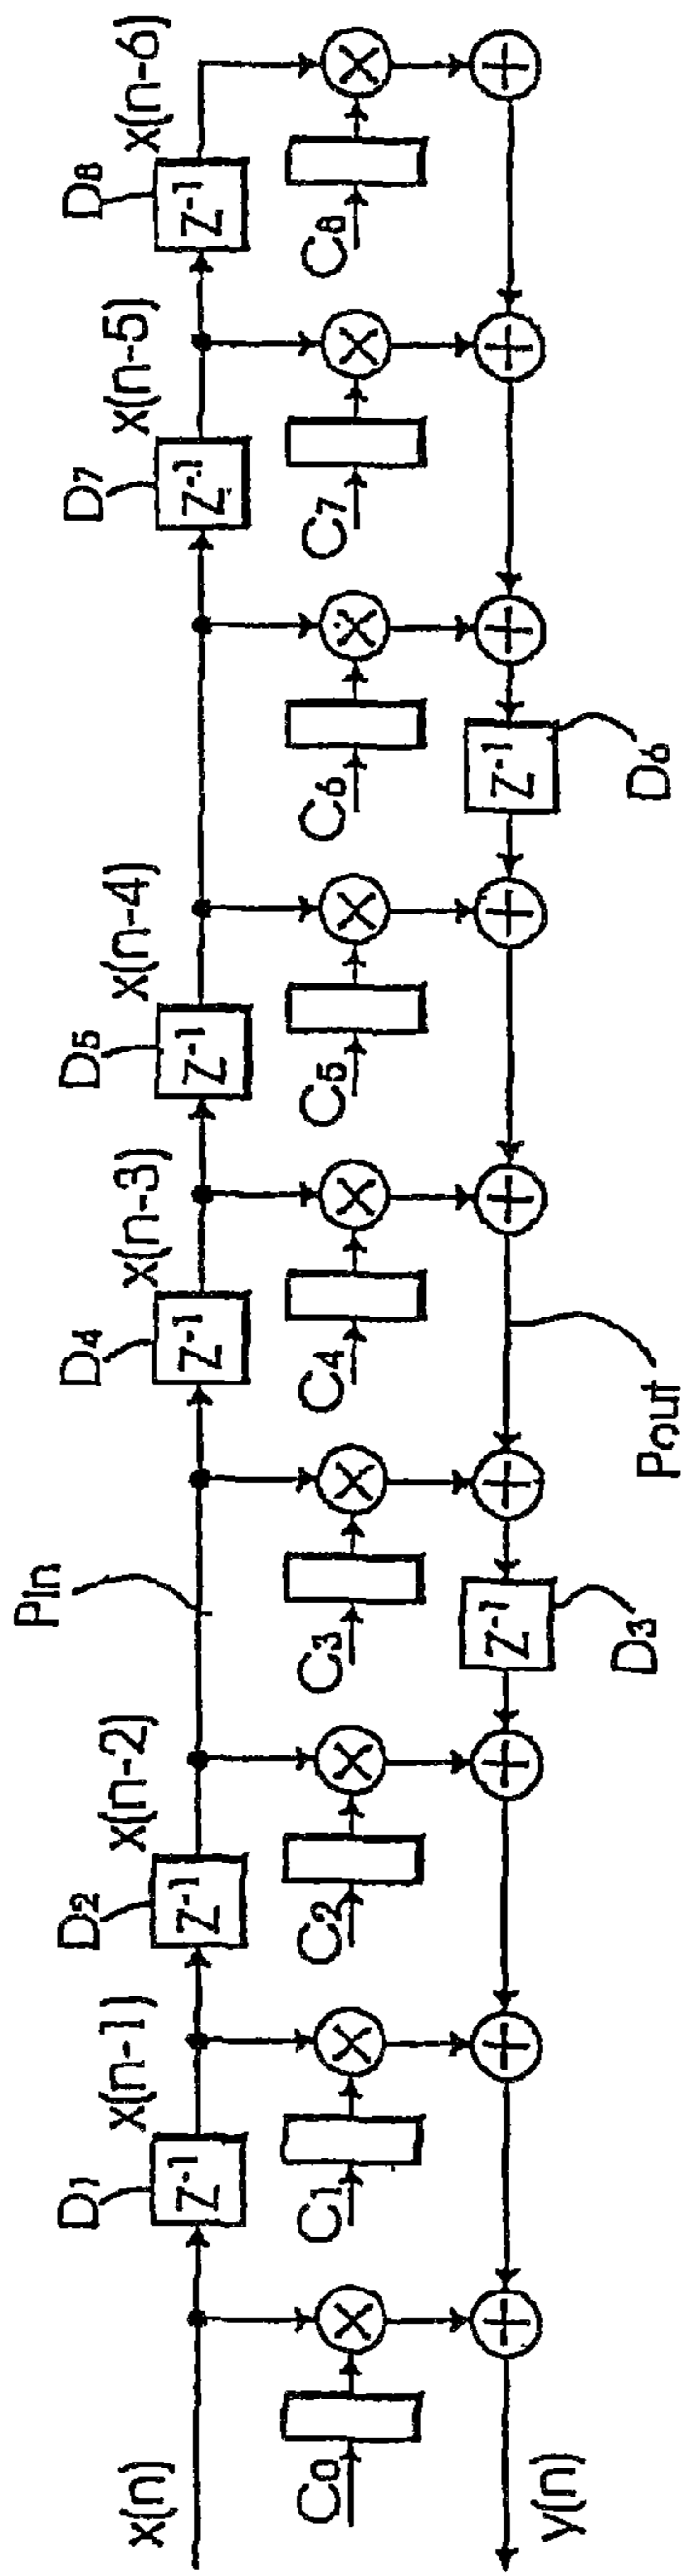 x(n)
D1
x(n-1)
D2
x(n-2)
Pin
D4
x(n-3)
D5
x(n-4)
D7
x(n-5)
D8
x(n-6)
Z-1
Z-1
Z-1
Z-1
Z-1
Z-1
C0
C1
C2
C3
C4
C5
C6
C7
C8
Z-1
Z-1
y(n)
D3
Pout
D6